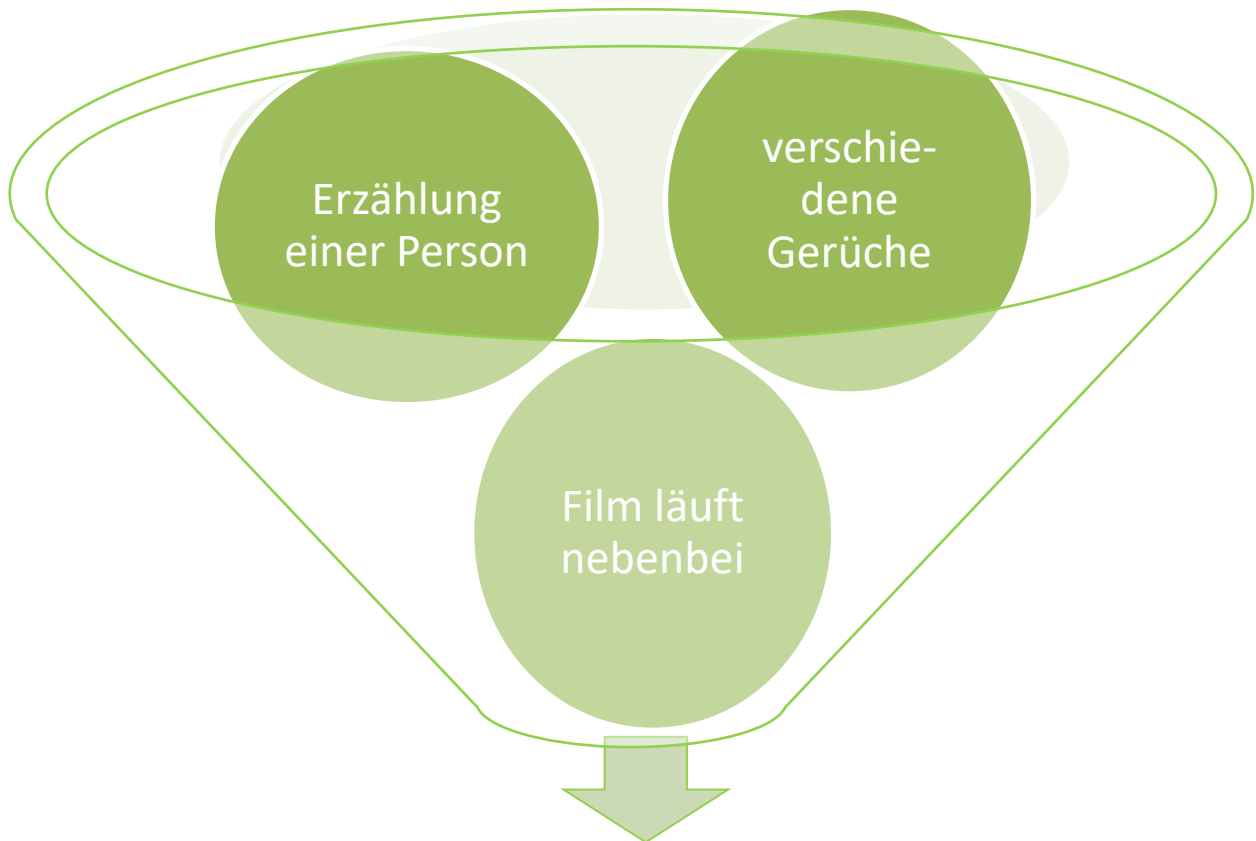 Erzählung
einer Person
verschie-
dene
Gerüche
Film läuft
nebenbei